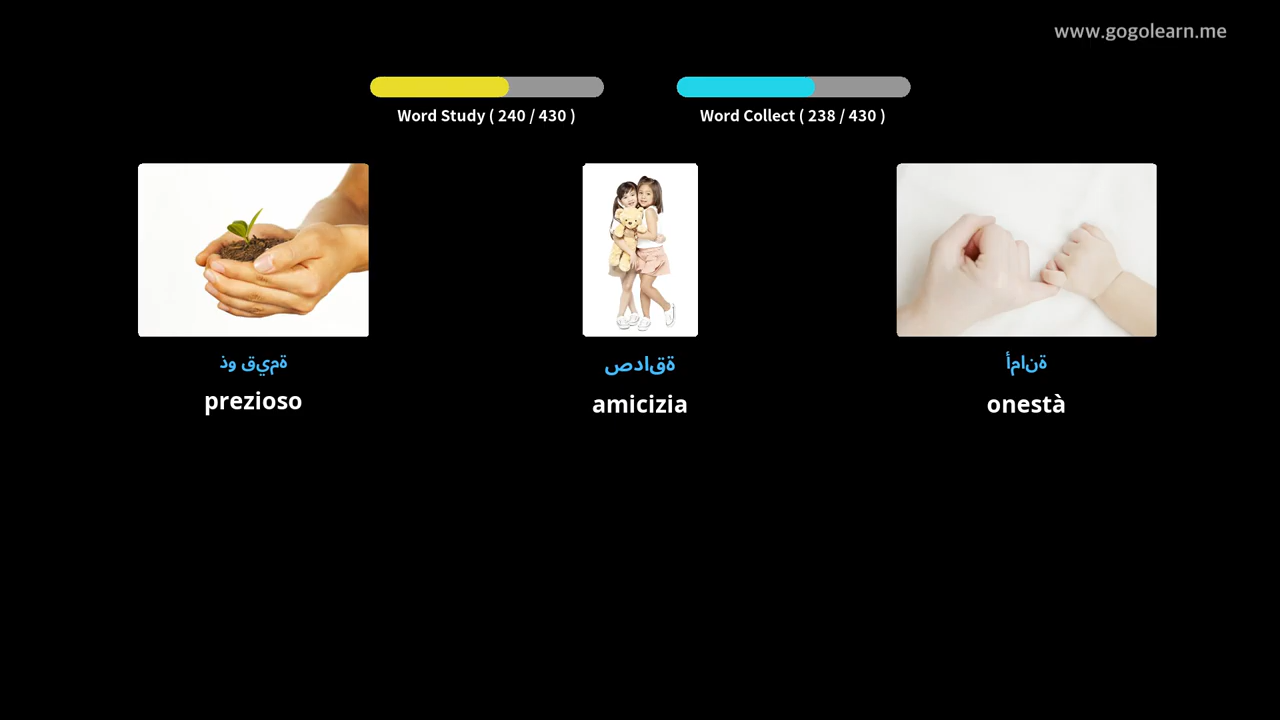 www.gogolearn.me
Word Study ( 240 / 430 )
Word Collect ( 238 / 430 )
ذو قيمة
prezioso
صداقة
amicizia
أمانة
onestà